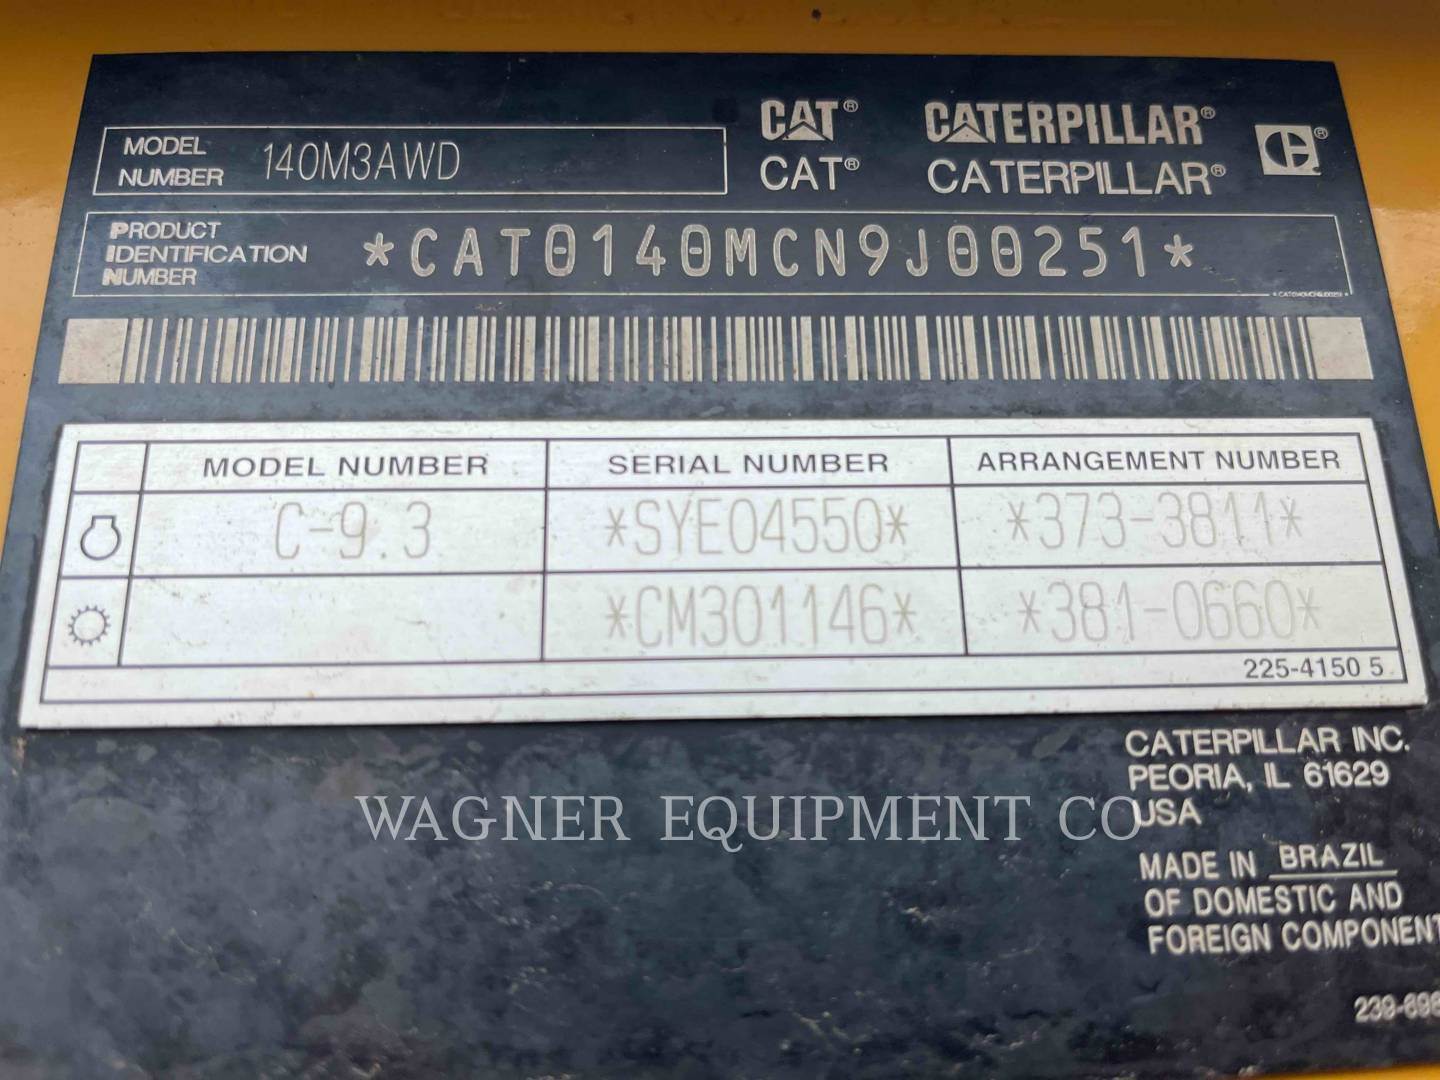 MODEL NUMBER 140M3AWD
CAT® CATERPILLAR®
CAT® CATERPILLAR®
PRODUCT
IDENTIFICATION
NUMBER
*CAT0140MCN9J00251*
MODEL NUMBER SERIAL NUMBER ARRANGEMENT NUMBER
C-9.3 *SYE04550* *373-3811*
*CM301146* *381-0660*
225-4150 5
CATERPILLAR INC.
PEORIA, IL 61629
USA
WAGNER EQUIPMENT CO
MADE IN BRAZIL
OF DOMESTIC AND
FOREIGN COMPONENT